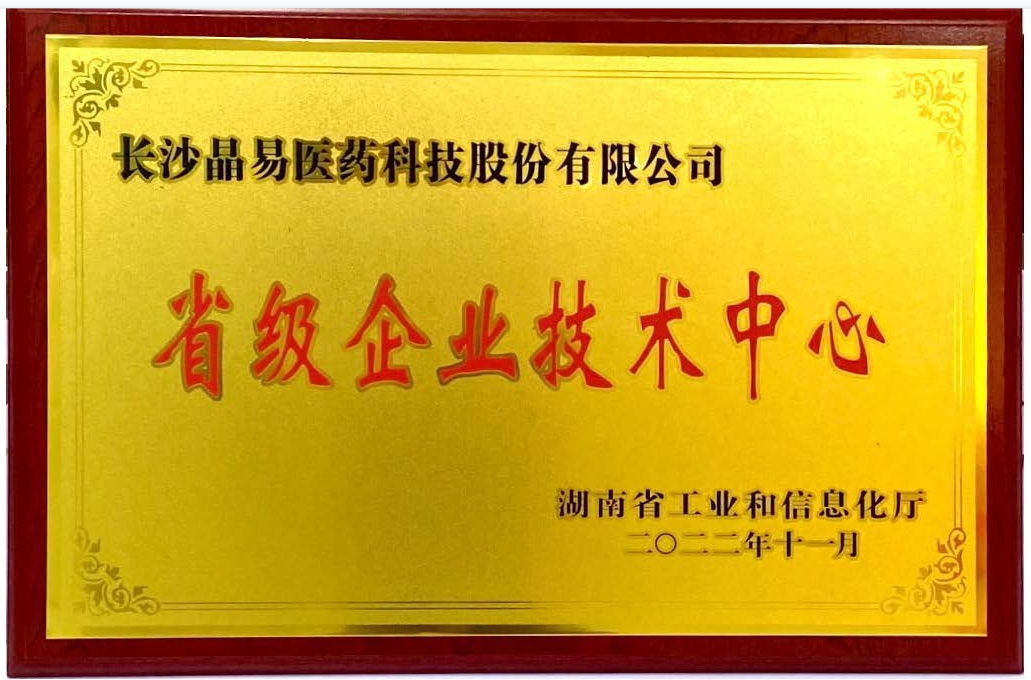 长沙晶易医药科技股份有限公司
省级企业技术中心
湖南省工业和信息化厅
二〇二二年十一月